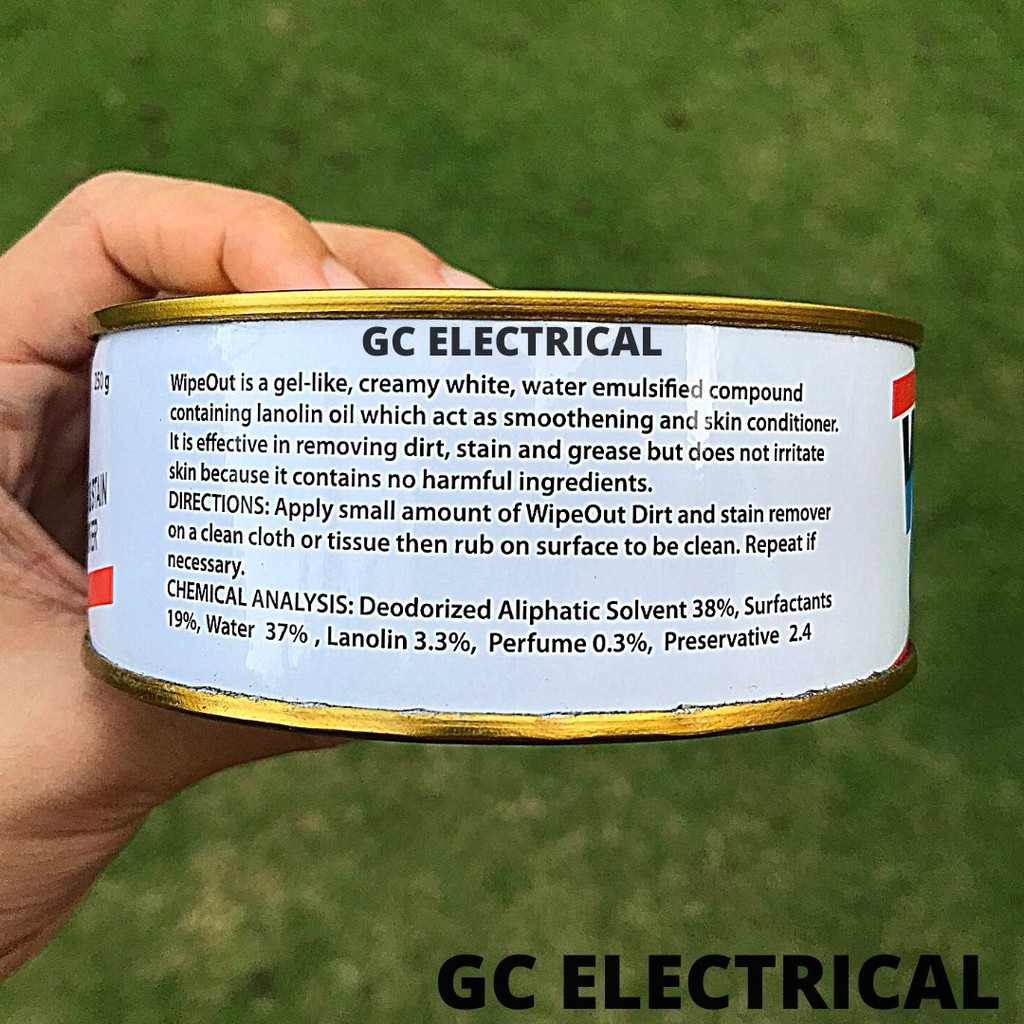 GC ELECTRICAL
250 g
WipeOut is a gel-like, creamy white, water emulsified compound
containing lanolin oil which act as smoothening and skin conditioner.
It is effective in removing dirt, stain and grease but does not irritate
skin because it contains no harmful ingredients.
DIRECTIONS: Apply small amount of WipeOut Dirt and stain remover
on a clean cloth or tissue then rub on surface to be clean. Repeat if
necessary.
CHEMICAL ANALYSIS: Deodorized Aliphatic Solvent 38%, Surfactants
19%, Water 37% , Lanolin 3.3%, Perfume 0.3%, Preservative 2.4
STAIN
GC ELECTRICAL